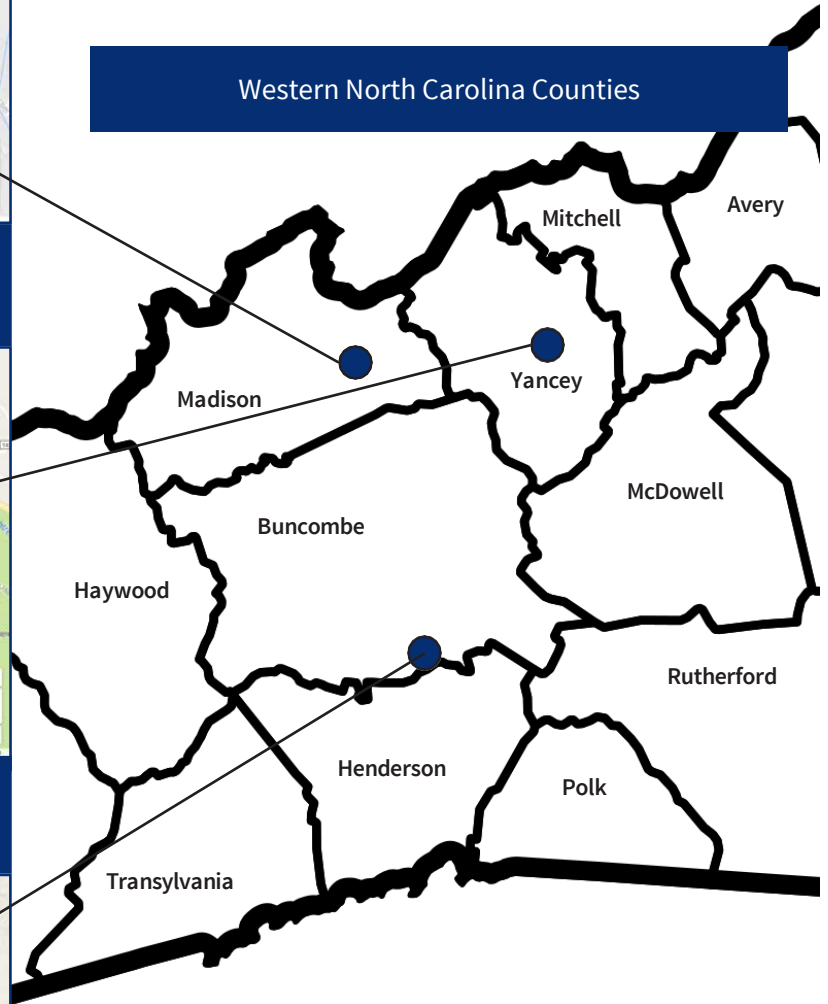 Western North Carolina Counties
Mitchell
Avery
Yancey
Madison
McDowell
Buncombe
Haywood
Rutherford
Henderson
Polk
Transylvania